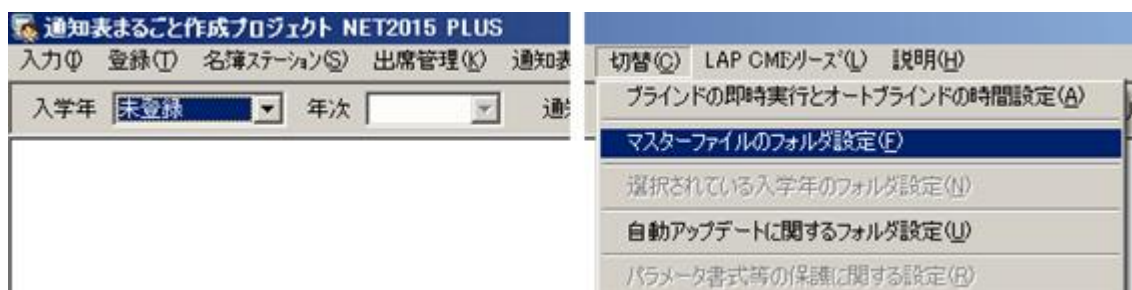 通知表まるごと作成プロジェクト NET2015 PLUS
入力(I) 登録(T) 名簿ステーション(S) 出席管理(K) 通知表
入学年 未登録 年次
切替(C) LAP CMEシリーズ(L) 説明(H)
ブラインドの即時実行とオートブラインドの時間設定(A)
マスターファイルのフォルダ設定(F)
選択されている入学年のフォルダ設定(N)
自動アップデートに関するフォルダ設定(U)
パラメータ書式等の保護に関する設定(R)